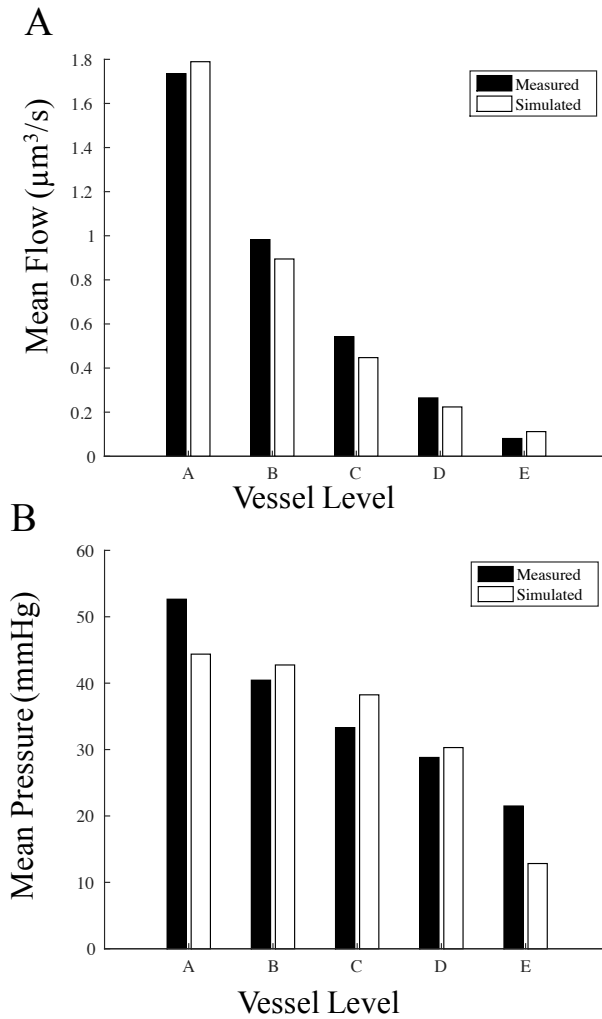 A
Mean Flow (µm³/s)
1.8
1.8
1.4
1.2
1
0.8
0.6
0.4
0.2
0
Measured
Simulated
A B C D E
Vessel Level
B
Mean Pressure (mmHg)
60
50
40
30
20
10
0
Measured
Simulated
A B C D E
Vessel Level